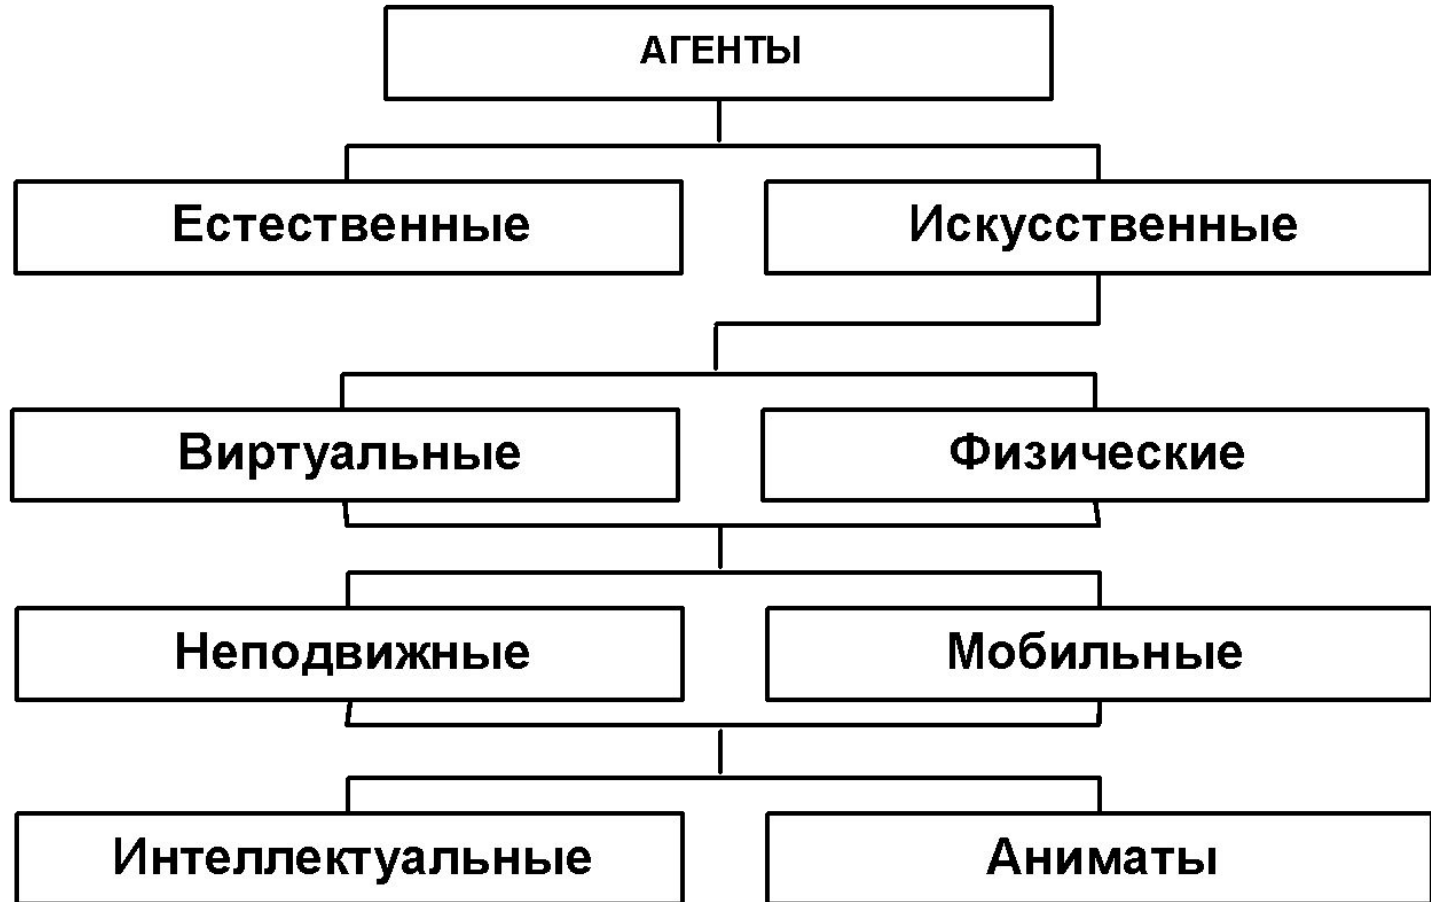 АГЕНТЫ
Естественные
Искусственные
Виртуальные
Физические
Неподвижные
Мобильные
Интеллектуальные
Аниматы